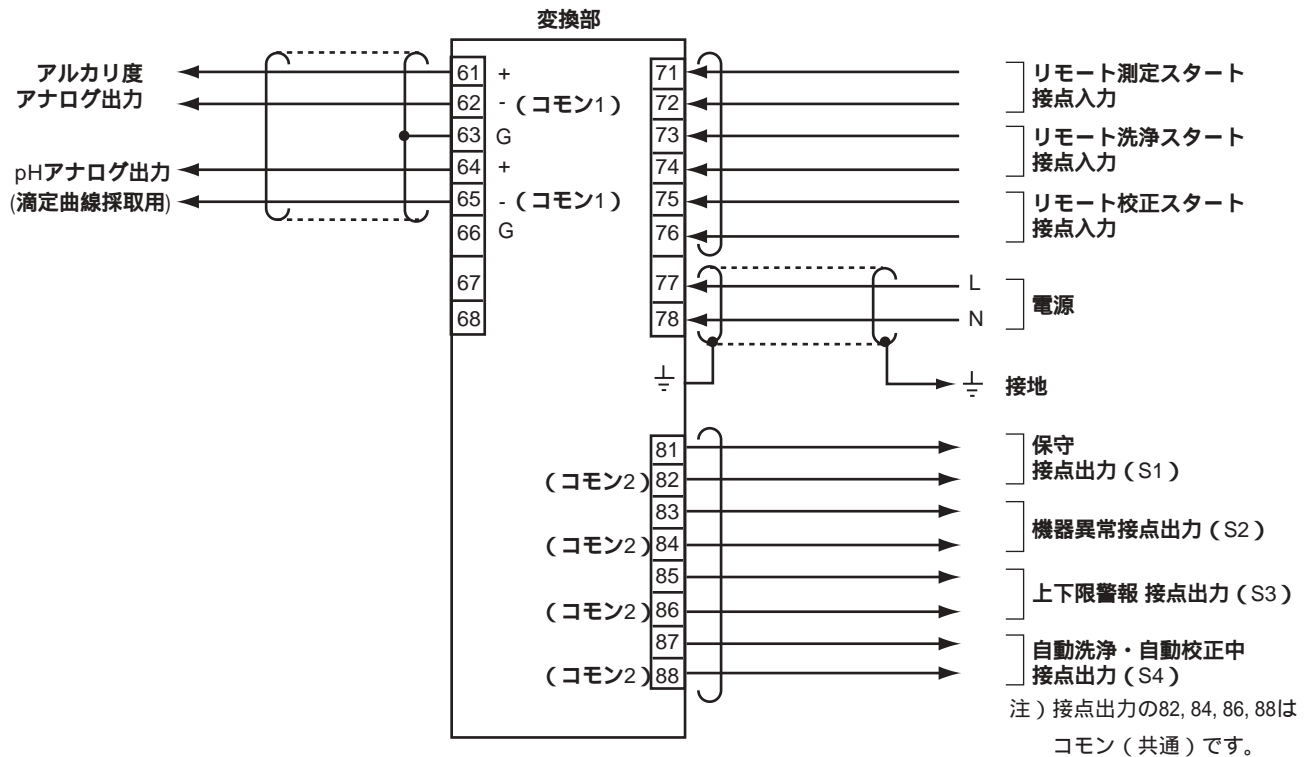 変換部
アルカリ度
アナログ出力
pHアナログ出力
(滴定曲線採取用)
61 +
62 - (コモン1)
63 G
64 +
65 - (コモン1)
66 G
67
68
71
72
73
74
75
76
77
78
リモート測定スタート
接点入力
リモート洗浄スタート
接点入力
リモート校正スタート
接点入力
L
N
電源
接地
81
(コモン2) 82
83
(コモン2) 84
85
(コモン2) 86
87
(コモン2) 88
保守
接点出力(S1)
機器異常接点出力(S2)
上下限警報 接点出力(S3)
自動洗浄・自動校正中
接点出力(S4)
注)接点出力の82, 84, 86, 88は
コモン(共通)です。